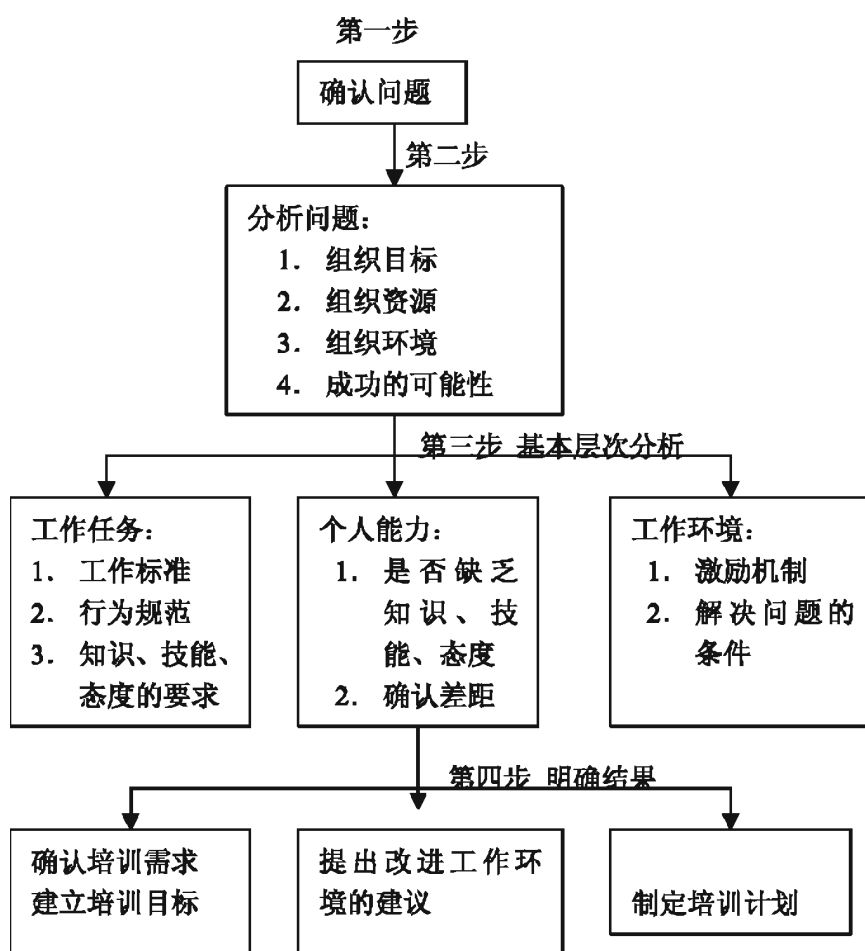 第一步
确认问题
第二步
分析问题：
1. 组织目标
2. 组织资源
3. 组织环境
4. 成功的可能性
第三步 基本层次分析
工作任务：
1. 工作标准
2. 行为规范
3. 知识、技能、
态度的要求
个人能力：
1. 是否缺乏
知识、技
能、态度
2. 确认差距
工作环境：
1. 激励机制
2. 解决问题的
条件
第四步 明确结果
确认培训需求
建立培训目标
提出改进工作环
境的建议
制定培训计划